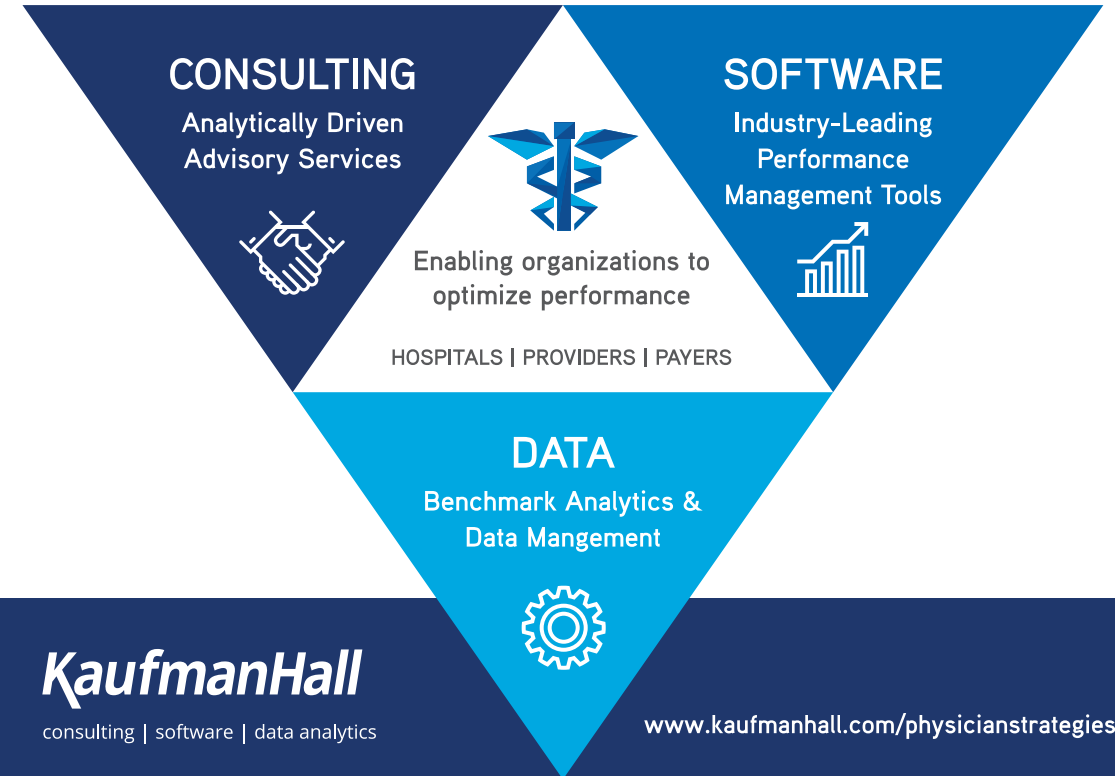 CONSULTING
Analytically Driven
Advisory Services
SOFTWARE
Industry-Leading
Performance
Management Tools
Enabling organizations to
optimize performance
HOSPITALS | PROVIDERS | PAYERS
DATA
Benchmark Analytics &
Data Mangement
KaufmanHall
consulting | software | data analytics
www.kaufmanhall.com/physicianstrategies